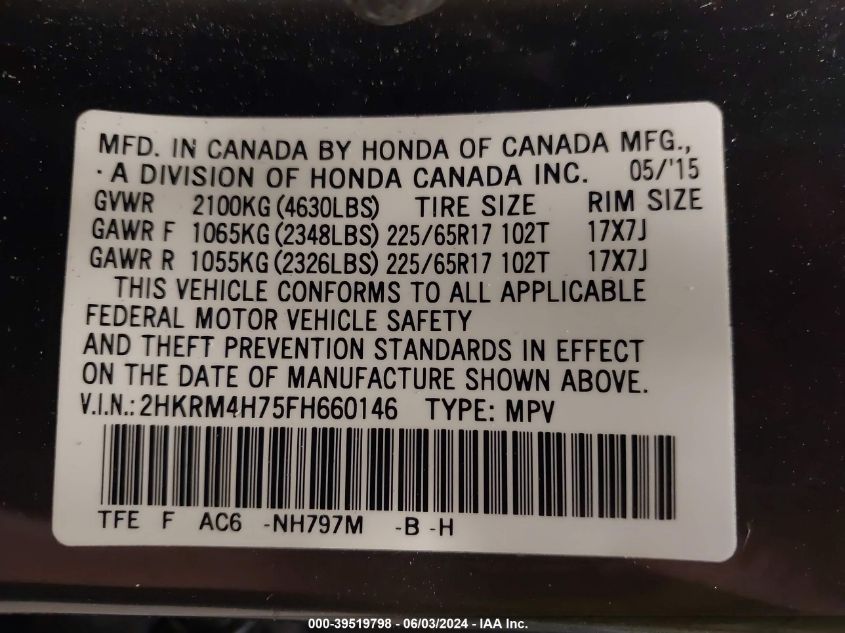 MFD. IN CANADA BY HONDA OF CANADA MFG.,
· A DIVISION OF HONDA CANADA INC. 05/'15
GVWR 2100KG (4630LBS) TIRE SIZE RIM SIZE
GAWR F 1065KG (2348LBS) 225/65R17 102T 17X7J
GAWR R 1055KG (2326LBS) 225/65R17 102T 17X7J
THIS VEHICLE CONFORMS TO ALL APPLICABLE
FEDERAL MOTOR VEHICLE SAFETY
AND THEFT PREVENTION STANDARDS IN EFFECT
ON THE DATE OF MANUFACTURE SHOWN ABOVE.
V.I.N.: 2HKRM4H75FH660146 TYPE: MPV
TFE F AC6 -NH797M -B -H
000-39519798 - 06/03/2024 - IAA Inc.